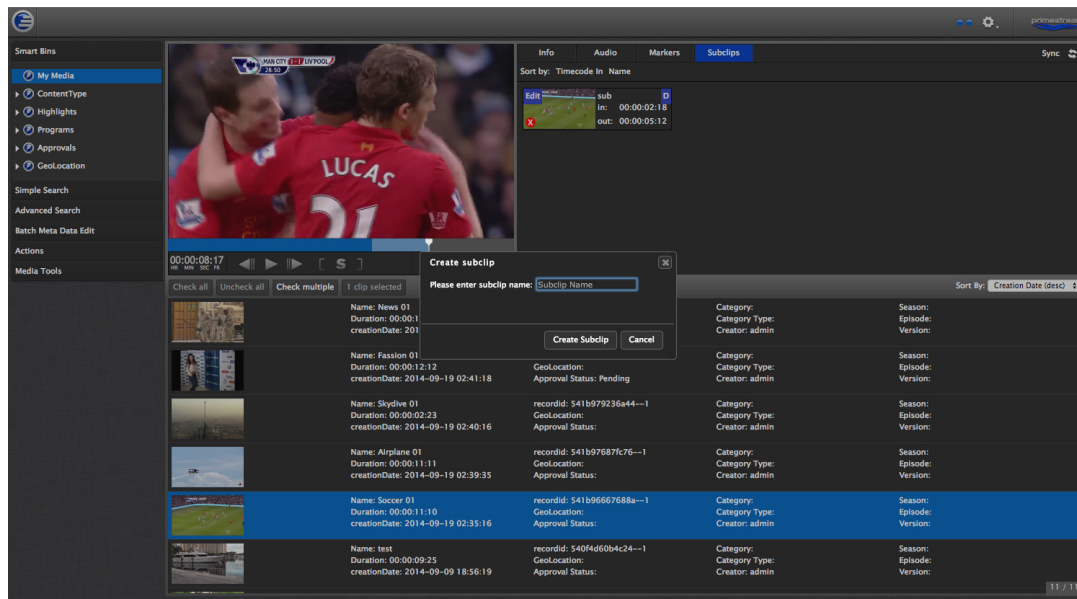 primestrea
Smart Bins
My Media
ContentType
Highlights
Programs
Approvals
GeoLocation
Simple Search
Advanced Search
Batch Meta Data Edit
Actions
Media Tools
MAN CITY 1-1 LIV'POOL
28:50
LUCAS
21
00:00:08:17
HR MIN SEC FR
[ S ]
Info Audio Markers Subclips Sync
Sort by: Timecode In Name
Edit sub D
in: 00:00:02:18
X out: 00:00:05:12
Create subclip
Please enter subclip name: Subclip Name
Create Subclip Cancel
Check all Uncheck all Check multiple 1 clip selected Sort By: Creation Date (desc)
Name: News 01 Category: Season:
Duration: 00:00:1 Category Type: Episode:
creationDate: 201 Creator: admin Version:
Name: Fassion 01 Category: Season:
Duration: 00:00:12:12 GeoLocation: Category Type: Episode:
creationDate: 2014-09-19 02:41:18 Approval Status: Pending Creator: admin Version:
Name: Skydive 01 recordid: 541b979236a44--1 Category: Season:
Duration: 00:00:02:23 GeoLocation: Category Type: Episode:
creationDate: 2014-09-19 02:40:16 Approval Status: Creator: admin Version:
Name: Airplane 01 recordid: 541b97687fc76--1 Category: Season:
Duration: 00:00:11:11 GeoLocation: Category Type: Episode:
creationDate: 2014-09-19 02:39:35 Approval Status: Creator: admin Version:
Name: Soccer 01 recordid: 541b96667688a--1 Category: Season:
Duration: 00:00:11:10 GeoLocation: Category Type: Episode:
creationDate: 2014-09-19 02:35:16 Approval Status: Creator: admin Version:
Name: test recordid: 540f4d60b4c24--1 Category: Season:
Duration: 00:00:09:25 GeoLocation: Category Type: Episode:
creationDate: 2014-09-09 18:56:19 Approval Status: Creator: admin Version:
11 / 11